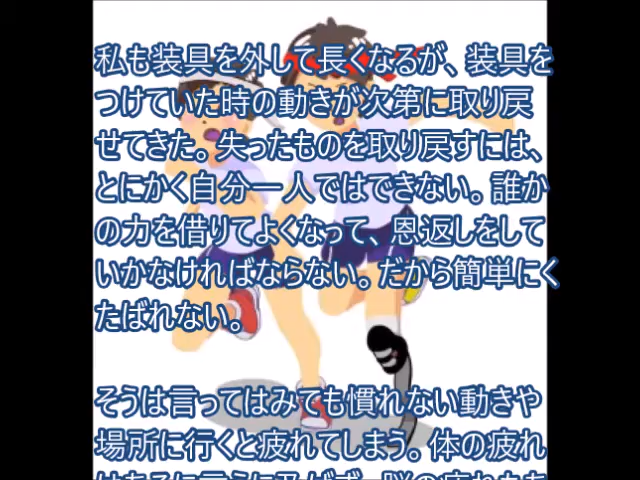 私も装具を外して長くなるが、装具を
つけていた時の動きが次第に取り戻
せてきた。失ったものを取り戻すには、
とにかく自分一人ではできない。誰か
の力を借りてよくなって、恩返しをして
いかなければならない。だから簡単にく
たばれない。
そうは言ってはみても慣れない動きや
場所に行くと疲れてしまう。体の疲れ